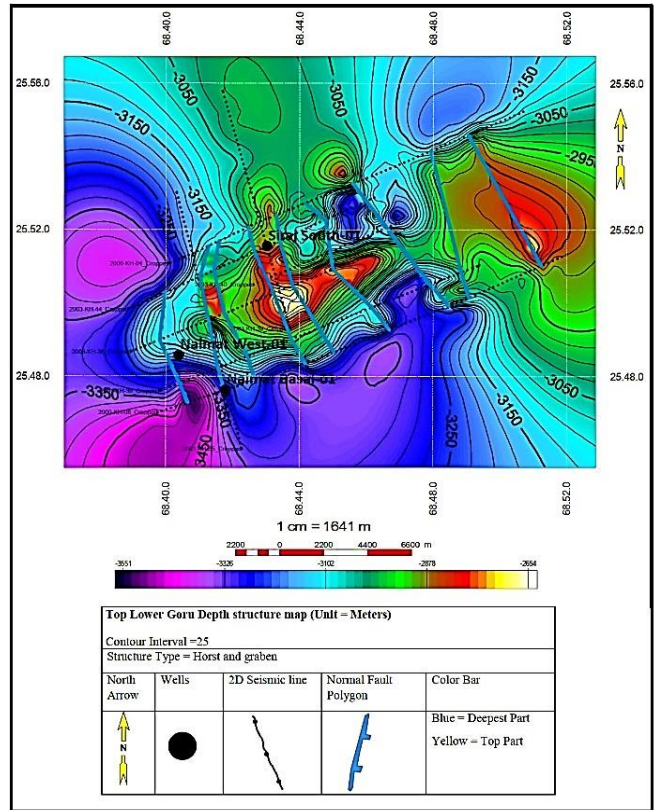 68.40.0
68.44.0
68.48.0
68.52.0
25.56.0
25.56.0
-3150
-3050
-3050
-3150
-3050
-3150
-295
N
25.52.0
25.52.0
-3150
Siraj South-01
Naimat West-01
25.48.0
25.48.0
-3350
Naimat Basal-01
-3350
-3050
-3150
-3250
-3450
68.40.0
68.44.0
68.48.0
68.52.0
1 cm = 1641 m
2200 0 2200 4400 6600 m
-3551 -3326 -3102 -2878 -2654
Top Lower Goru Depth structure map (Unit = Meters)
Contour Interval =25
Structure Type = Horst and graben
North Arrow
Wells
2D Seismic line
Normal Fault Polygon
Color Bar
N
Blue = Deepest Part
Yellow = Top Part